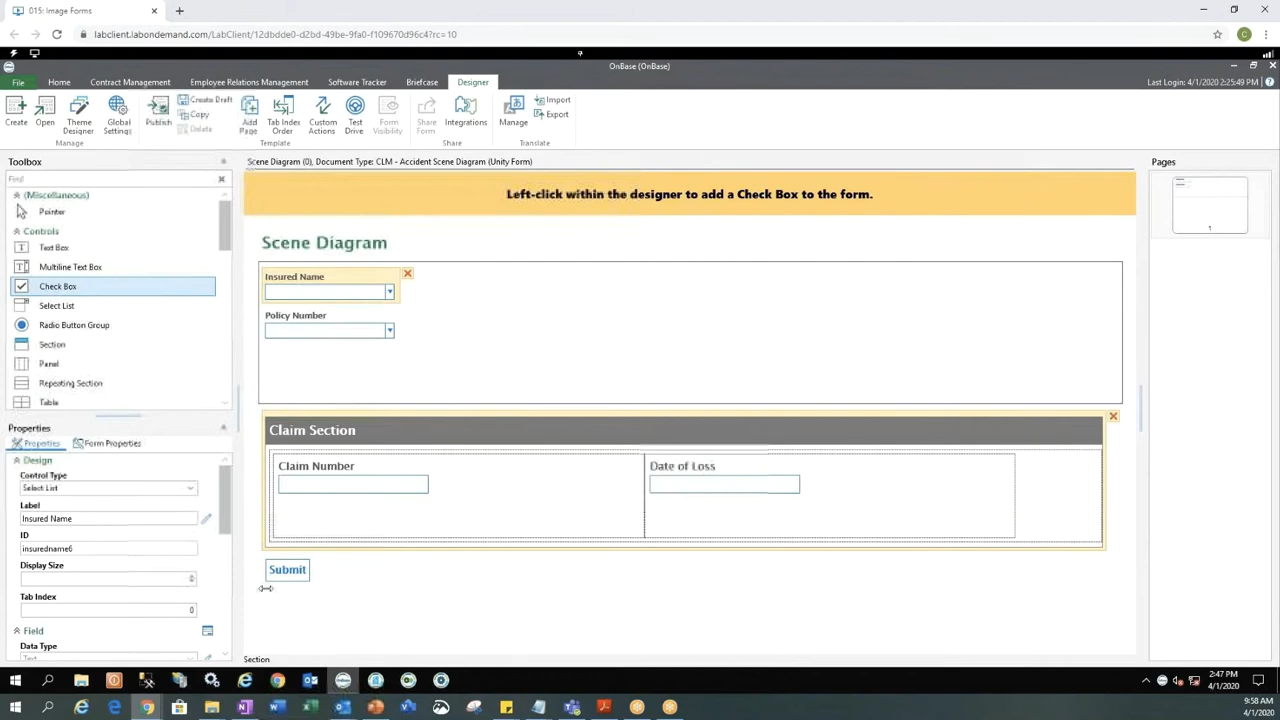 015: Image Forms
labclient.labondemand.com/LabClient/12dbdde0-d2bd-49be-9fa0-f109670d96c4?rc=10
C
OnBase (OnBase)
File Home Contract Management Employee Relations Management Software Tracker Briefcase Designer
Last Login: 4/1/2020 2:25:49 PM
Create Open Theme Designer Global Settings Publish Create Draft Copy Delete Add Page Tab Index Order Custom Actions Test Drive Form Visibility Share Form Integrations Manage Import Export
Manage Template Share Translate
Toolbox
Scene Diagram (0), Document Type: CLM - Accident Scene Diagram (Unity Form)
Pages
Find
(Miscellaneous)
Pointer
Controls
Text Box
Multiline Text Box
Check Box
Select List
Radio Button Group
Section
Panel
Repeating Section
Table
Left-click within the designer to add a Check Box to the form.
Scene Diagram
Insured Name
Policy Number
Claim Section
Claim Number
Date of Loss
Submit
1
Properties
Properties Form Properties
Design
Control Type
Select List
Label
Insured Name
ID
insuredname6
Display Size
Tab Index
0
Field
Data Type
Text
Section
2:47 PM
4/1/2020
9:58 AM
4/1/2020